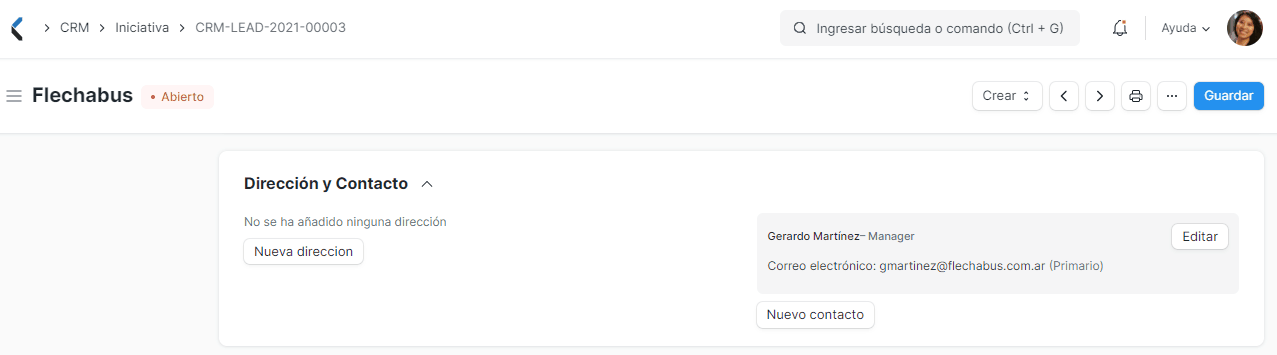 CRM
Iniciativa
CRM-LEAD-2021-00003
Ingresar búsqueda o comando (Ctrl + G)
Ayuda
Flechabus
Abierto
Crear
Guardar
Dirección y Contacto
No se ha añadido ninguna dirección
Nueva direccion
Gerardo Martínez– Manager
Editar
Correo electrónico: gmartinez@flechabus.com.ar (Primario)
Nuevo contacto